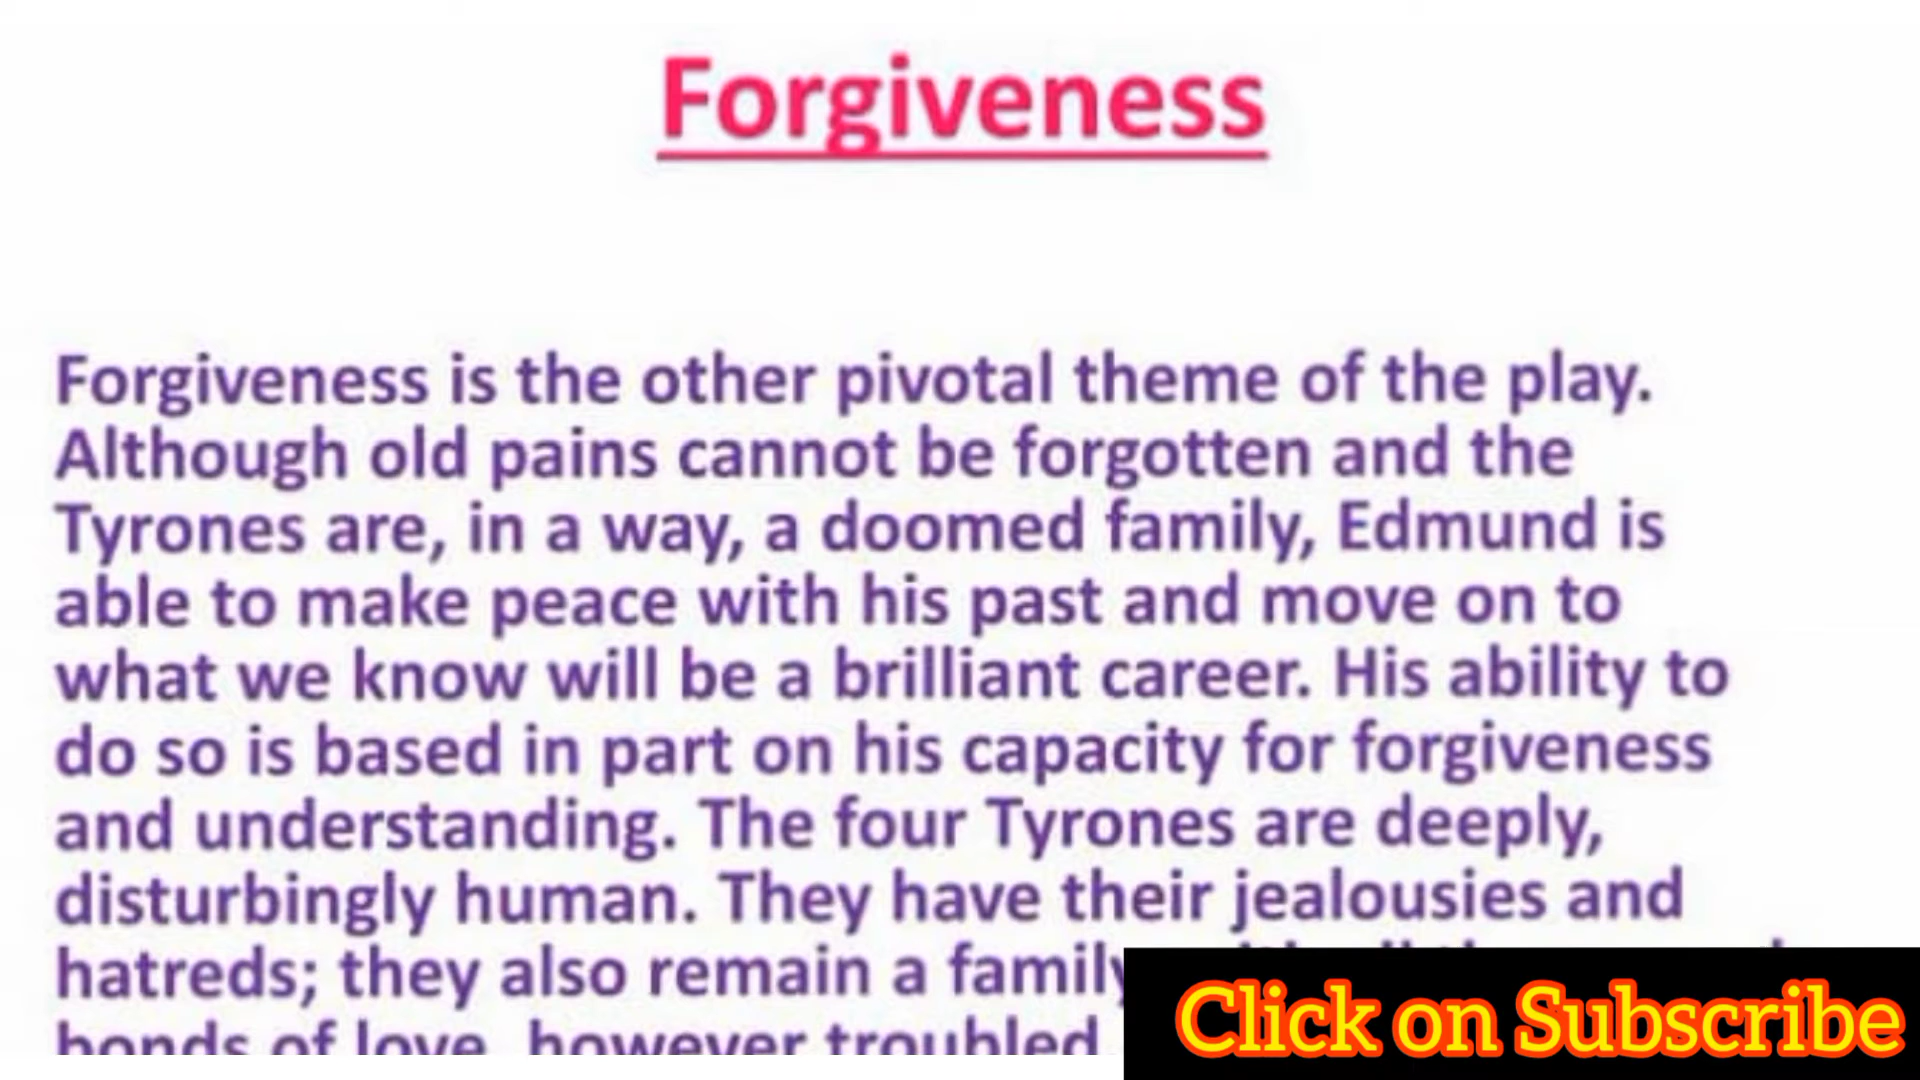 Forgiveness
Forgiveness is the other pivotal theme of the play.
Although old pains cannot be forgotten and the
Tyrones are, in a way, a doomed family, Edmund is
able to make peace with his past and move on to
what we know will be a brilliant career. His ability to
do so is based in part on his capacity for forgiveness
and understanding. The four Tyrones are deeply,
disturbingly human. They have their jealousies and
hatreds; they also remain a family
bonds of love, however troubled
Click on Subscribe